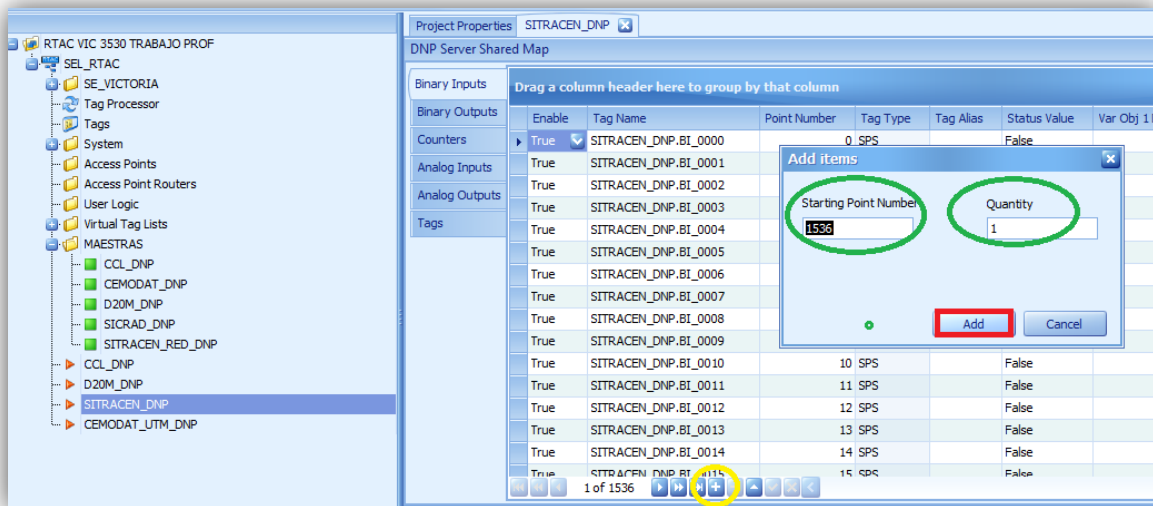 Project Properties SITRACEN_DNP
RTAC VIC 3530 TRABAJO PROF
SEL_RTAC
SE_VICTORIA
Tag Processor
Tags
System
Access Points
Access Point Routers
User Logic
Virtual Tag Lists
MAESTRAS
CCL_DNP
CEMODAT_DNP
D20M_DNP
SICRAD_DNP
SITRACEN_RED_DNP
CCL_DNP
D20M_DNP
SITRACEN_DNP
CEMODAT_UTM_DNP
DNP Server Shared Map
Binary Inputs
Binary Outputs
Counters
Analog Inputs
Analog Outputs
Tags
Drag a column header here to group by that column
Enable Tag Name Point Number Tag Type Tag Alias Status Value Var Obj 1
True SITRACEN_DNP.BI_0000 0 SPS False
True SITRACEN_DNP.BI_0001
True SITRACEN_DNP.BI_0002
True SITRACEN_DNP.BI_0003
True SITRACEN_DNP.BI_0004
True SITRACEN_DNP.BI_0005
True SITRACEN_DNP.BI_0006
True SITRACEN_DNP.BI_0007
True SITRACEN_DNP.BI_0008
True SITRACEN_DNP.BI_0009
True SITRACEN_DNP.BI_0010 10 SPS False
True SITRACEN_DNP.BI_0011 11 SPS False
True SITRACEN_DNP.BI_0012 12 SPS False
True SITRACEN_DNP.BI_0013 13 SPS False
True SITRACEN_DNP.BI_0014 14 SPS False
True SITRACEN_DNP.BI_0015 15 SPS False
1 of 1536
Add items
Starting Point Number Quantity
1536 1
Add Cancel